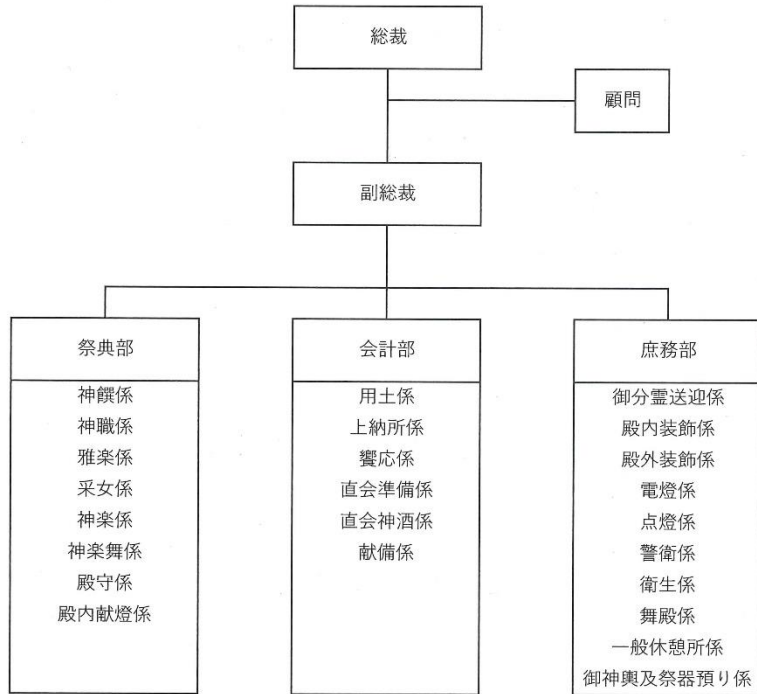 総裁
顧問
副総裁
祭典部
神饌係
神職係
雅楽係
采女係
神楽係
神楽舞係
殿守係
殿内献燈係
会計部
用土係
上納所係
饗応係
直会準備係
直会神酒係
献備係
庶務部
御分霊送迎係
殿内装飾係
殿外装飾係
電燈係
点燈係
警衛係
衛生係
舞殿係
一般休憩所係
御神輿及祭器預り係